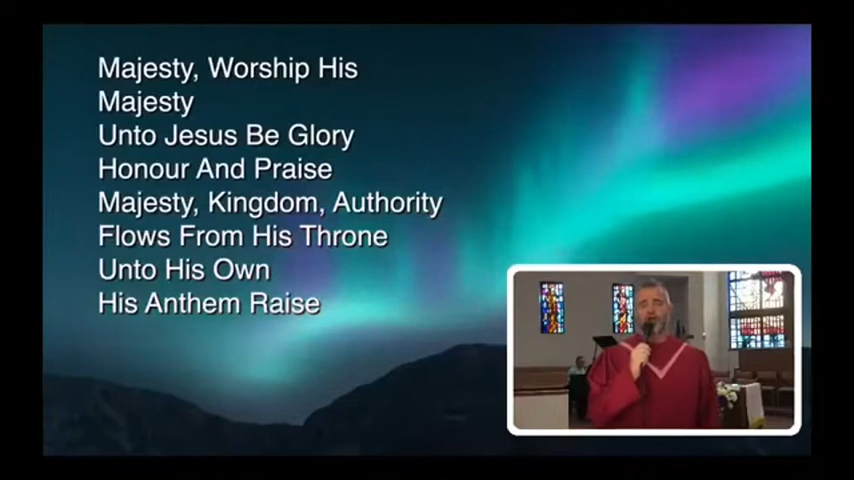 Majesty, Worship His
Majesty
Unto Jesus Be Glory
Honour And Praise
Majesty, Kingdom, Authority
Flows From His Throne
Unto His Own
His Anthem Raise